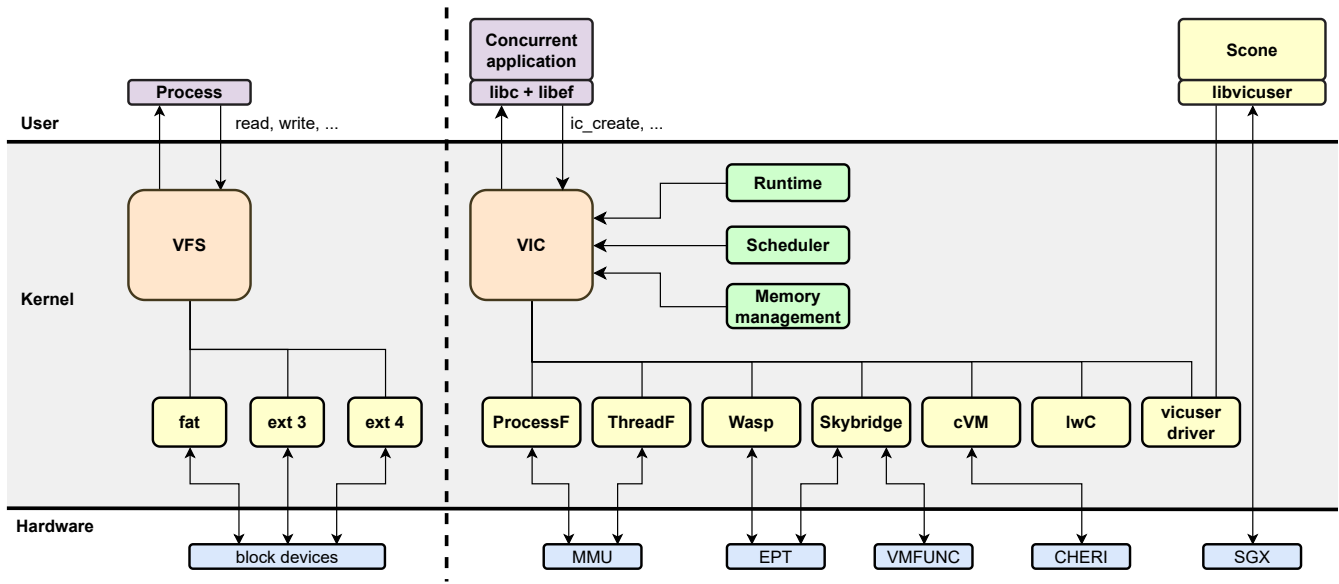 Concurrent
application
Scone
Process
libc + libef
libvicuser
User
read, write, ...
ic_create, ...
Runtime
VFS
VIC
Scheduler
Kernel
Memory
management
fat
ext 3
ext 4
ProcessF
ThreadF
Wasp
Skybridge
cVM
lwC
vicuser
driver
Hardware
block devices
MMU
EPT
VMFUNC
CHERI
SGX